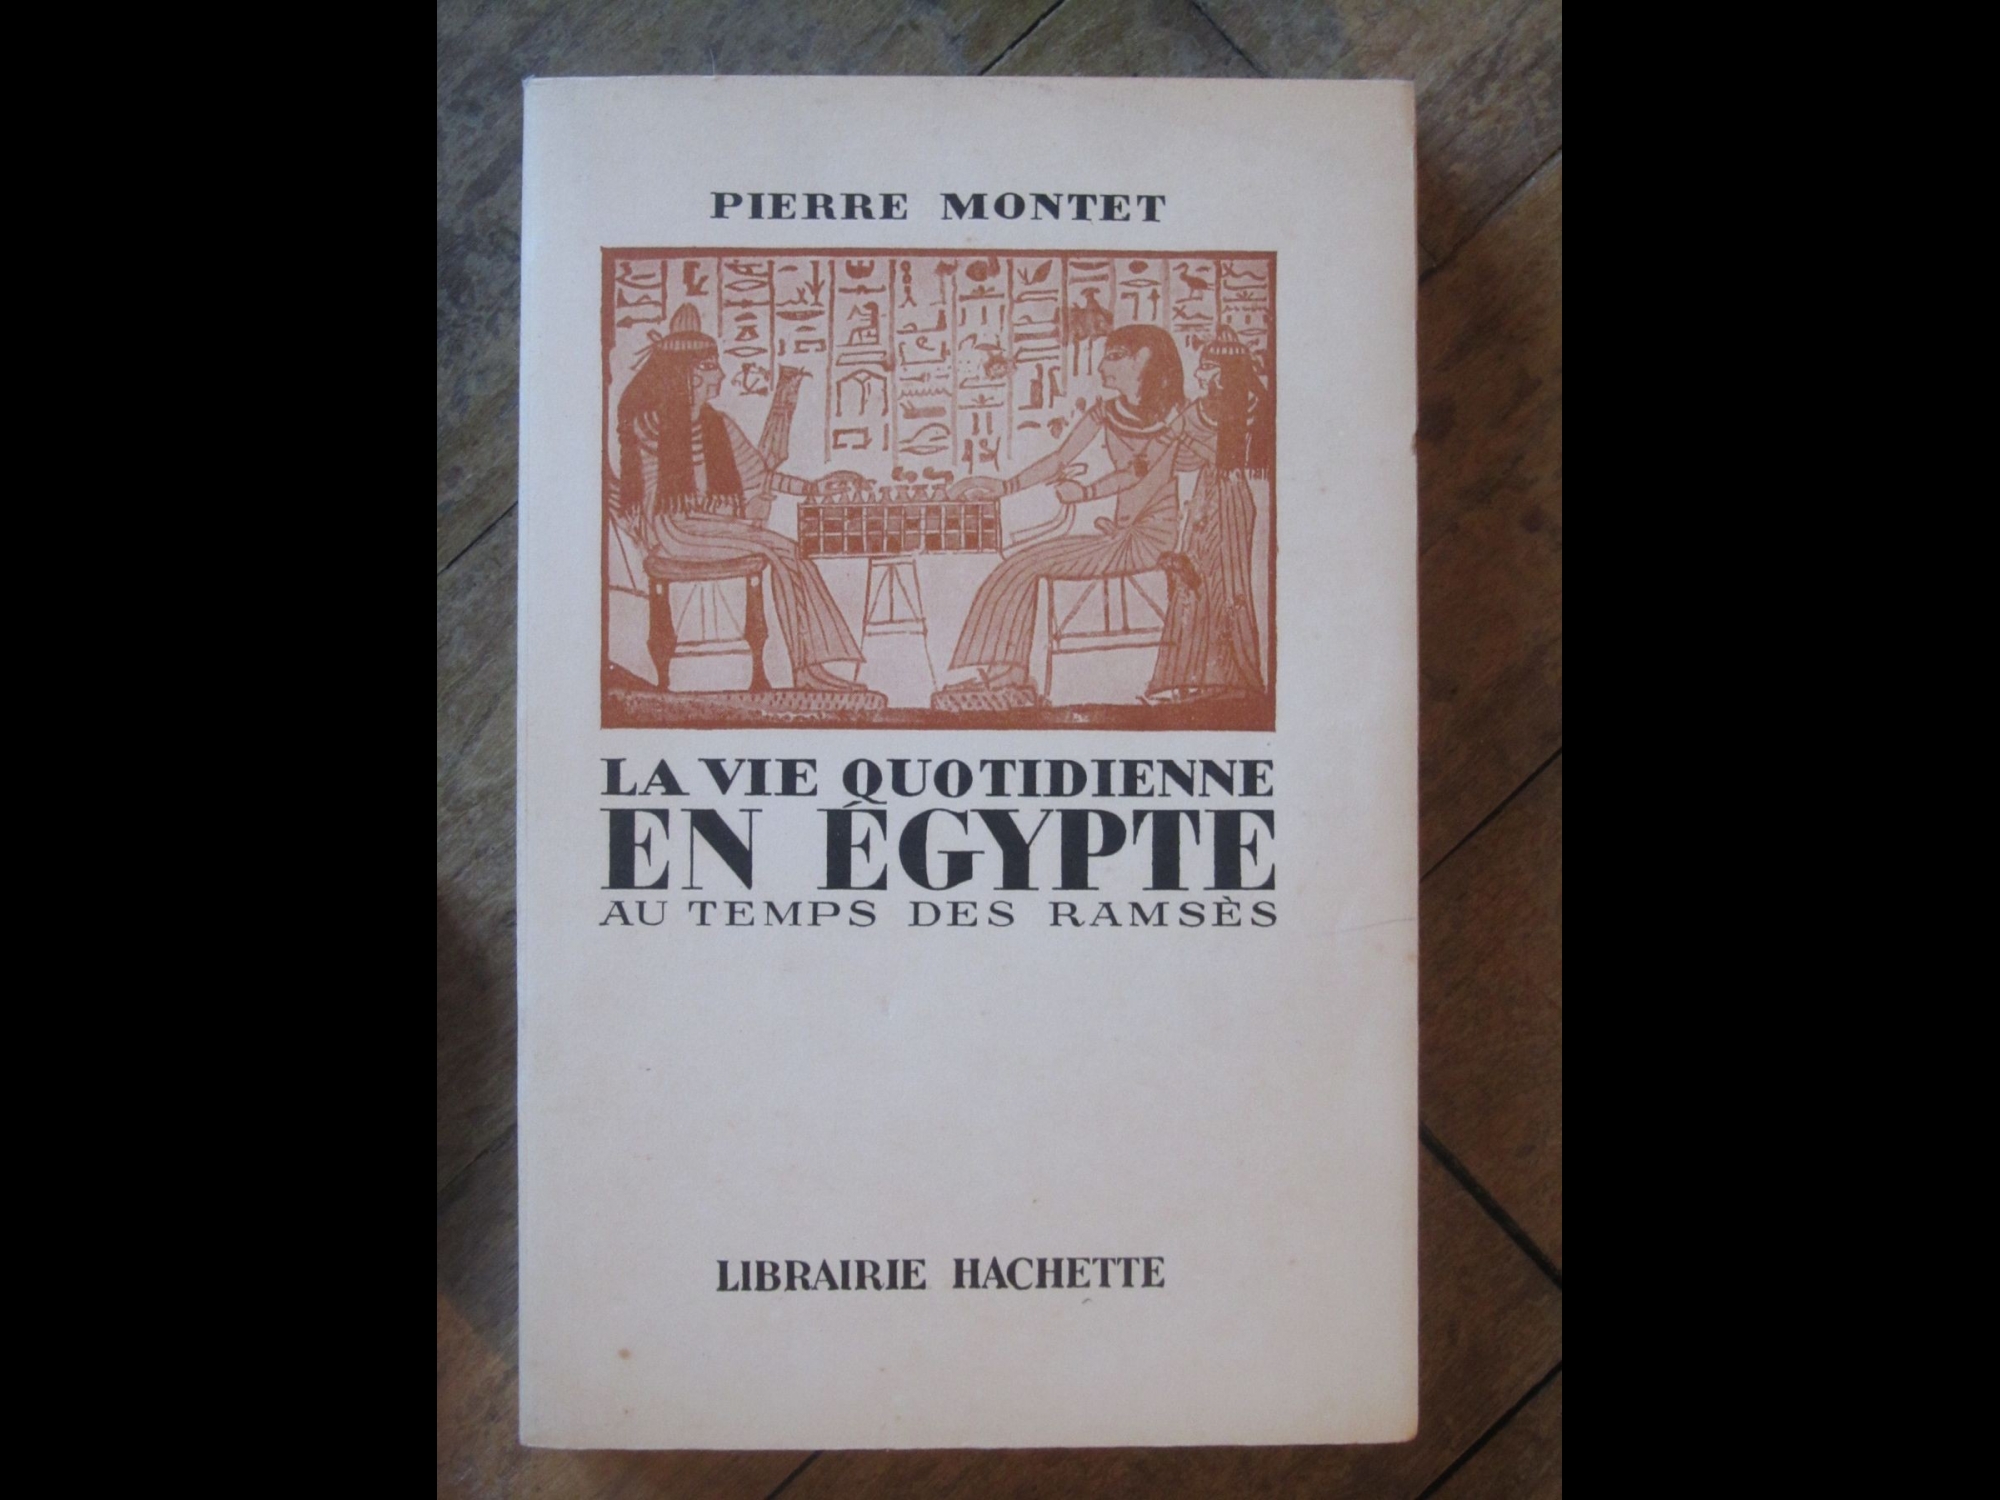 PIERRE MONTET
LA VIE QUOTIDIENNE
EN ÉGYPTE
AU TEMPS DES RAMSÈS
LIBRAIRIE HACHETTE